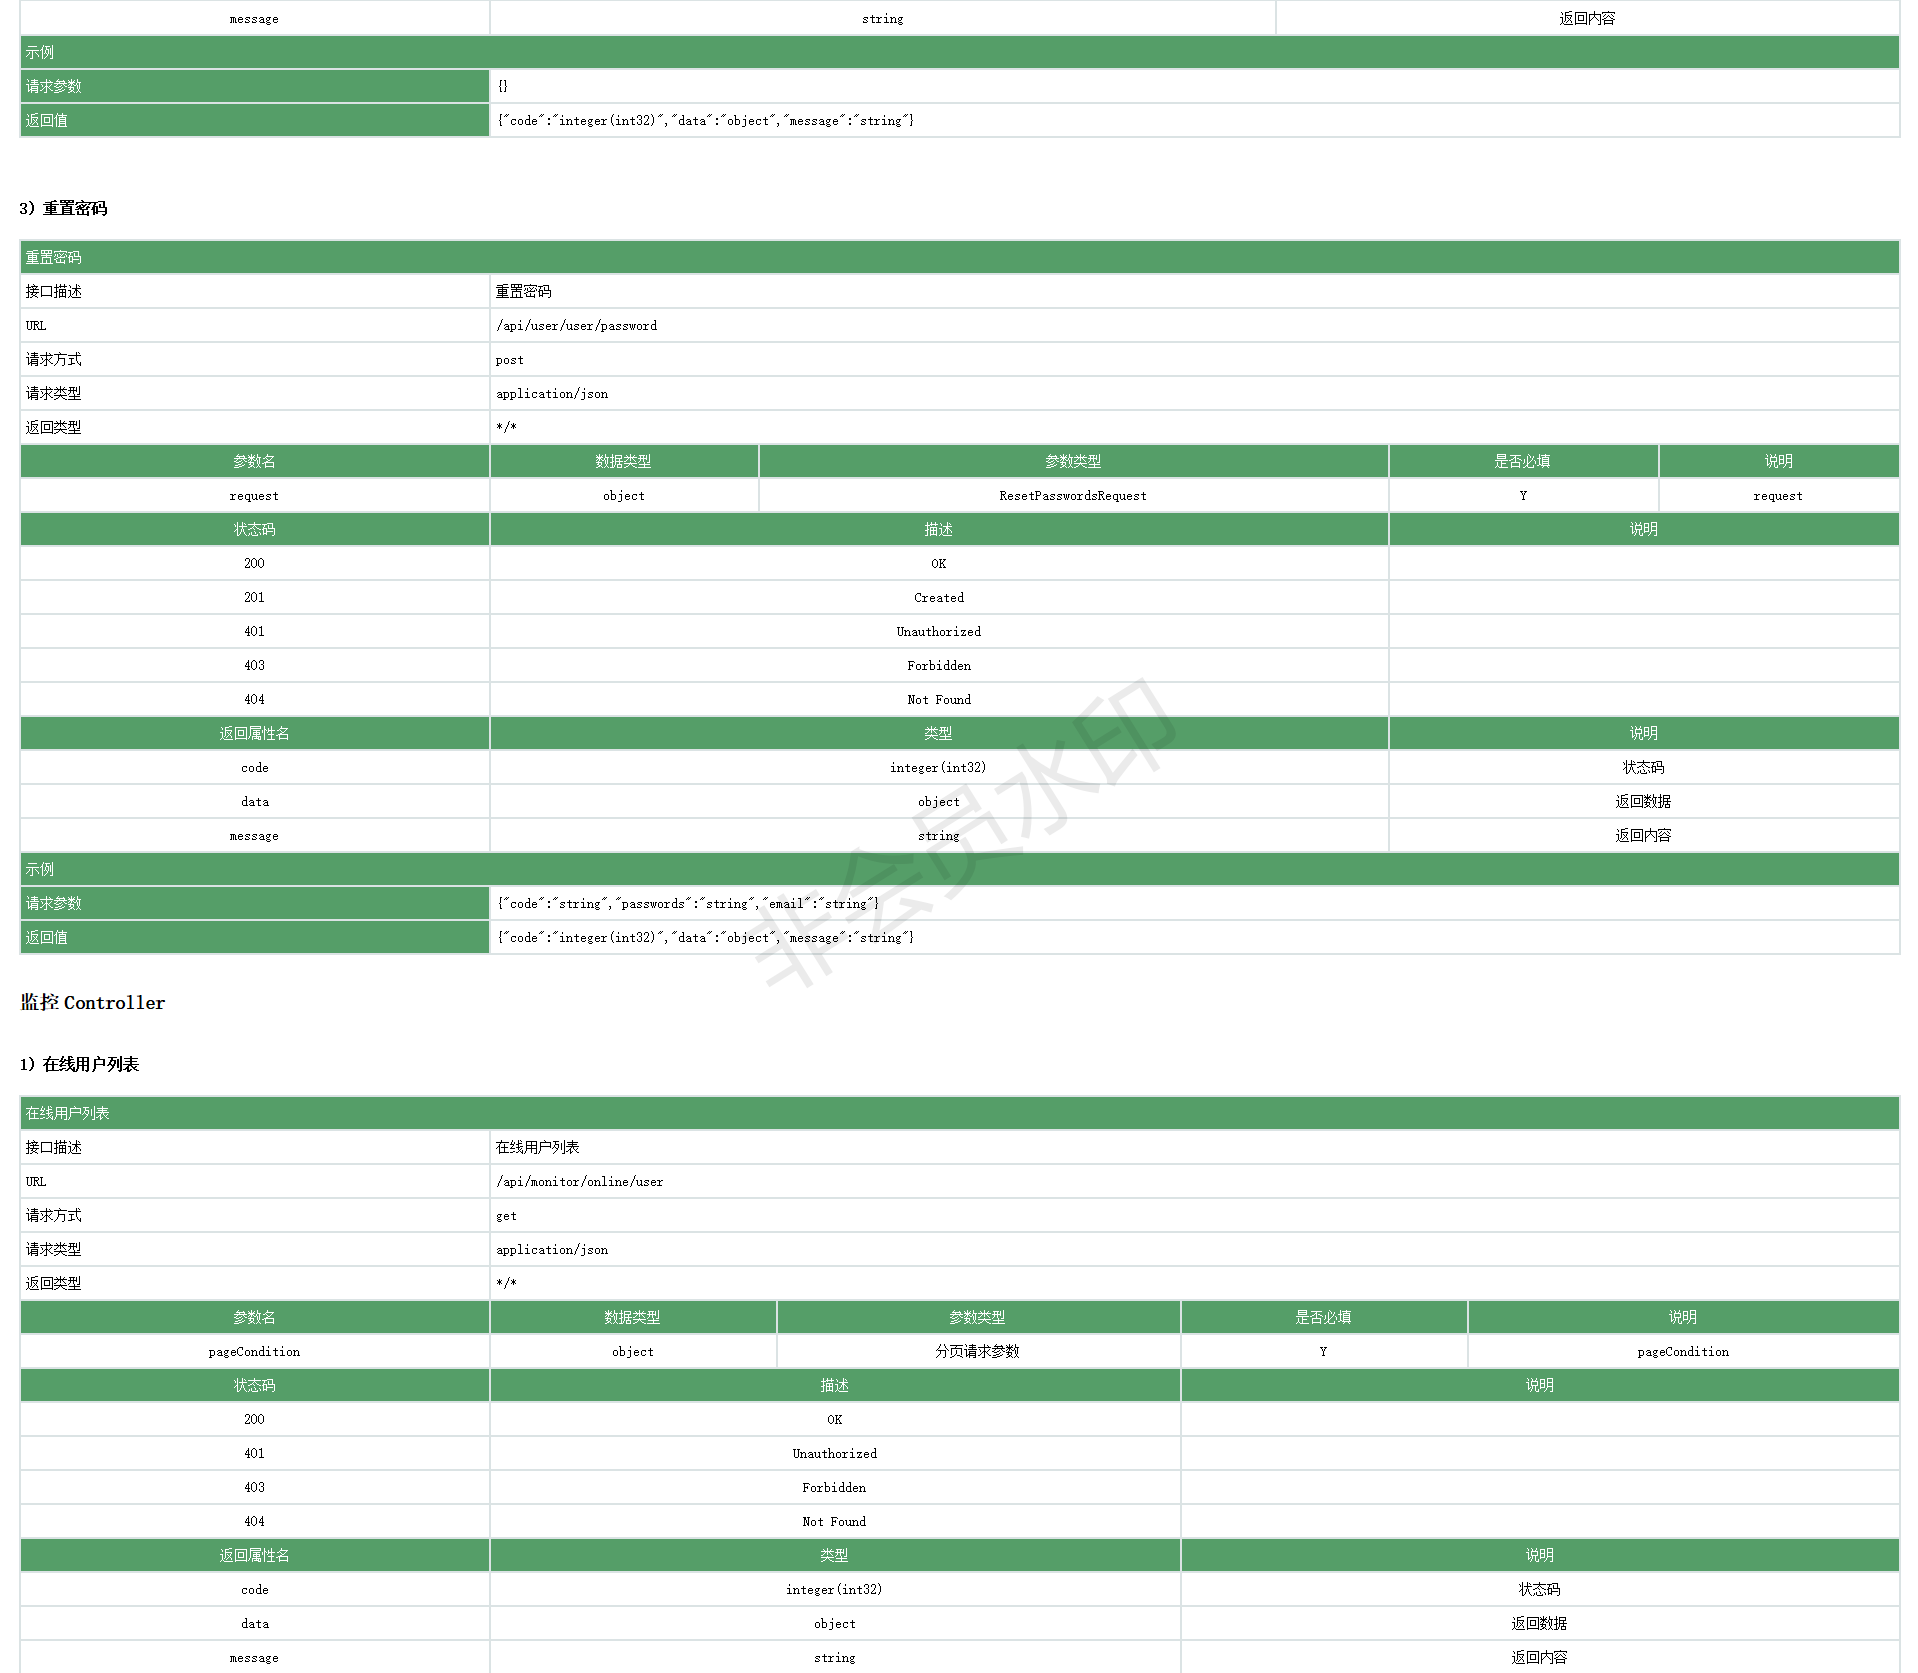 message string 返回内容
示例
请求参数 {}
返回值 {"code":"integer(int32)","data":"object","message":"string"}
3）重置密码
重置密码
接口描述 重置密码
URL /api/user/user/password
请求方式 post
请求类型 application/json
返回类型 */*
参数名 数据类型 参数类型 是否必填 说明
request object ResetPasswordsRequest Y request
状态码 描述 说明
200 OK
201 Created
401 Unauthorized
403 Forbidden
404 Not Found
返回属性名 类型 说明
code integer(int32) 状态码
data object 返回数据
message string 返回内容
示例
请求参数 {"code":"string","passwords":"string","email":"string"}
返回值 {"code":"integer(int32)","data":"object","message":"string"}
非会员水印
监控 Controller
1）在线用户列表
在线用户列表
接口描述 在线用户列表
URL /api/monitor/online/user
请求方式 get
请求类型 application/json
返回类型 */*
参数名 数据类型 参数类型 是否必填 说明
pageCondition object 分页请求参数 Y pageCondition
状态码 描述 说明
200 OK
401 Unauthorized
403 Forbidden
404 Not Found
返回属性名 类型 说明
code integer(int32) 状态码
data object 返回数据
message string 返回内容